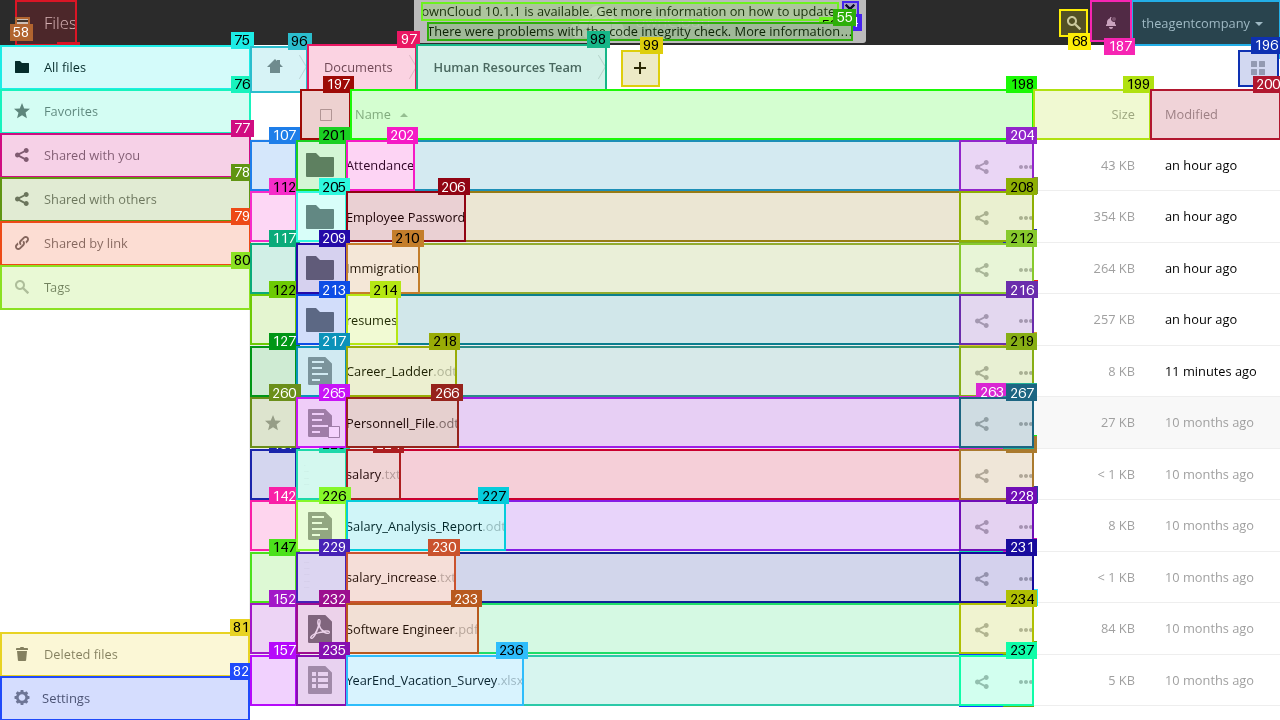 ownCloud 10.1.1 is available. Get more information on how to update
There were problems with the code integrity check. More information...
55
58
Files
68
187
theagentcompany
75
96
97
98
99
196
All files
Documents
Human Resources Team
+
76
197
198
199
200
Favorites
Name
Size
Modified
77
107
201
202
204
Shared with you
Attendance
43 KB
an hour ago
78
112
205
206
208
Shared with others
Employee Password
354 KB
an hour ago
79
117
209
210
212
Shared by link
Immigration
264 KB
an hour ago
80
122
213
214
216
Tags
resumes
257 KB
an hour ago
127
217
218
219
Career_Ladder.odt
8 KB
11 minutes ago
260
265
266
263
267
Personnell_File.odt
27 KB
10 months ago
salary.txt
< 1 KB
10 months ago
142
226
227
228
Salary_Analysis_Report.odt
8 KB
10 months ago
147
229
230
231
salary_increase.txt
< 1 KB
10 months ago
152
232
233
234
Software Engineer.pdf
84 KB
10 months ago
81
157
235
236
237
Deleted files
YearEnd_Vacation_Survey.xlsx
5 KB
10 months ago
82
Settings